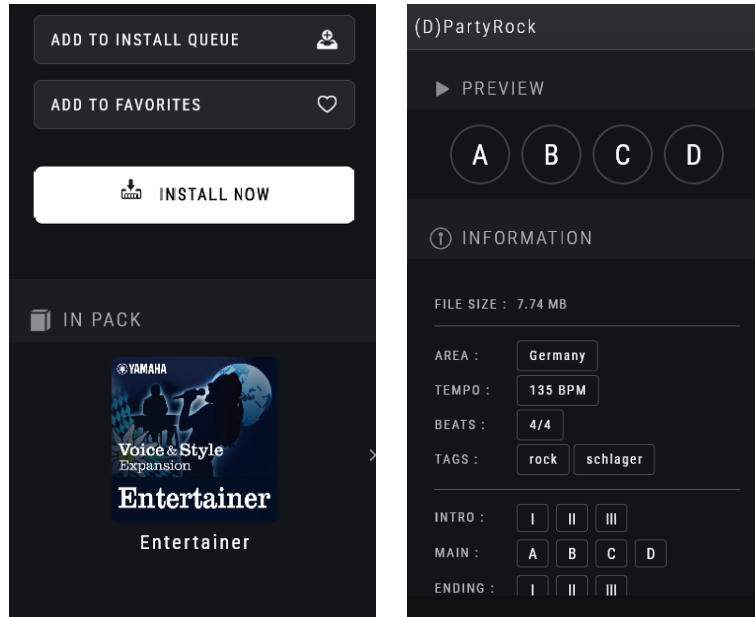 ADD TO INSTALL QUEUE
ADD TO FAVORITES
INSTALL NOW
IN PACK
YAMAHA
Voice & Style
Expansion
Entertainer
Entertainer
(D)PartyRock
PREVIEW
A B C D
INFORMATION
FILE SIZE : 7.74 MB
AREA : Germany
TEMPO : 135 BPM
BEATS : 4/4
TAGS : rock schlager
INTRO : I II III
MAIN : A B C D
ENDING : I II III